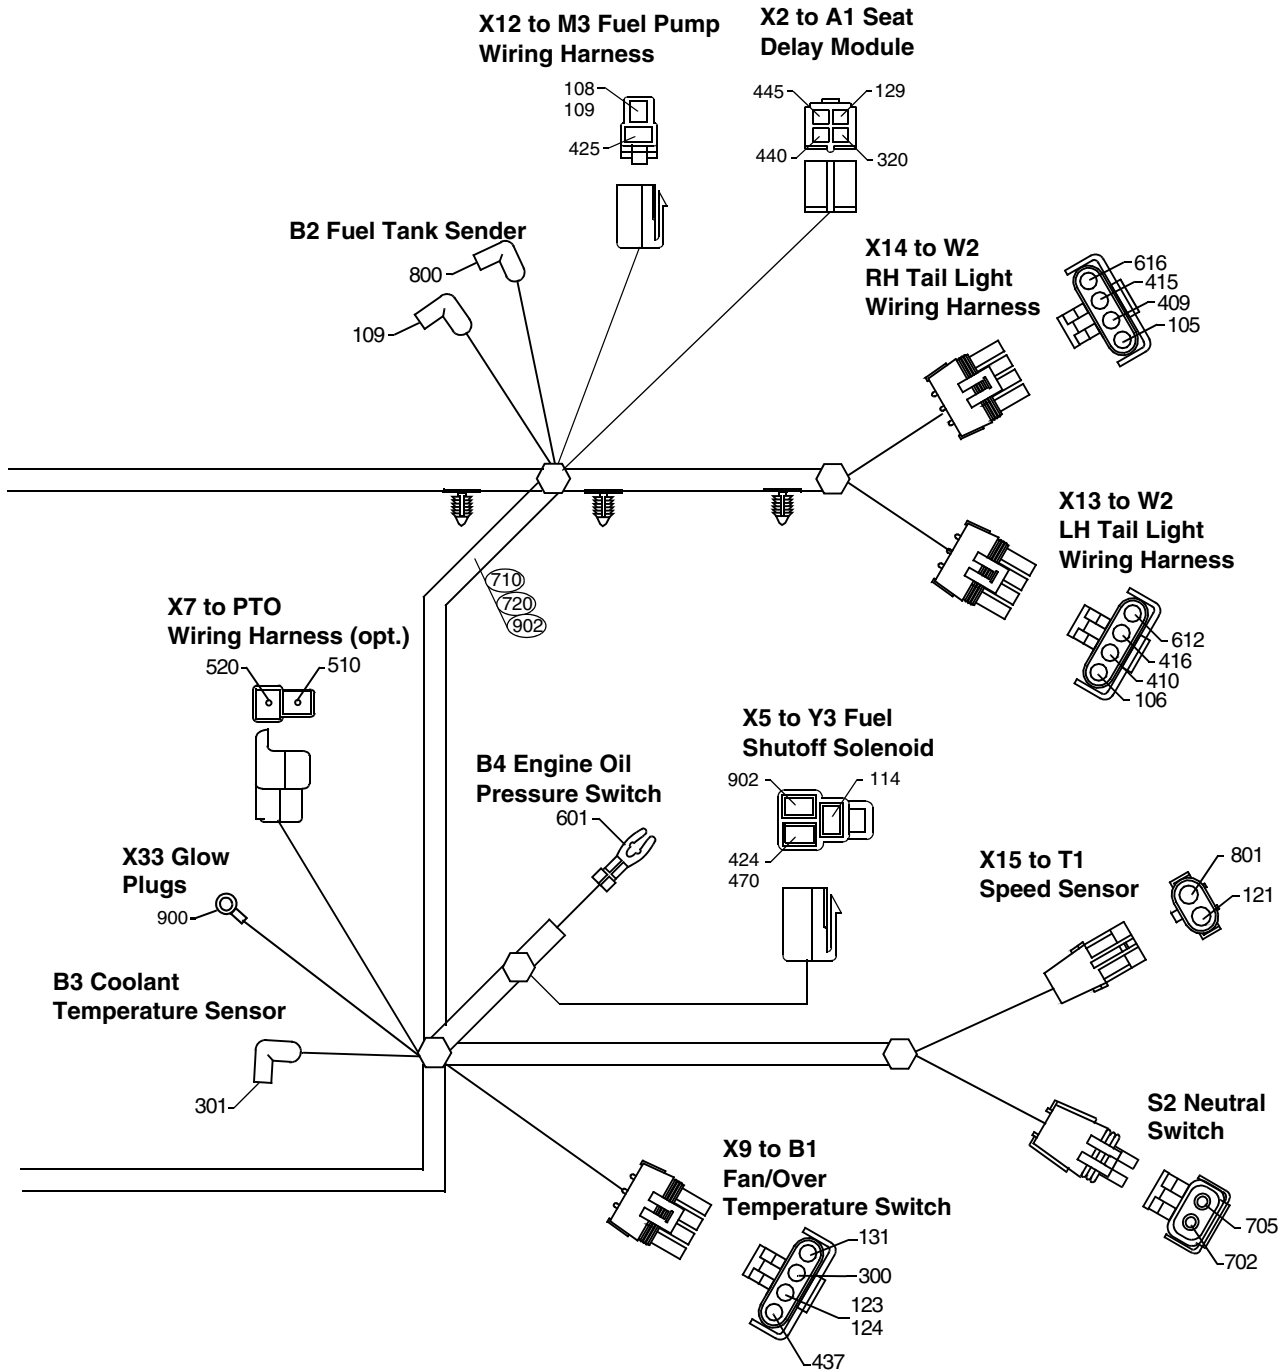 X12 to M3 Fuel Pump
Wiring Harness
108
109
425
X2 to A1 Seat
Delay Module
445
129
440
320
B2 Fuel Tank Sender
800
109
X14 to W2
RH Tail Light
Wiring Harness
616
415
409
105
X13 to W2
LH Tail Light
Wiring Harness
612
416
410
106
710
720
902
X7 to PTO
Wiring Harness (opt.)
520
510
B4 Engine Oil
Pressure Switch
601
X5 to Y3 Fuel
Shutoff Solenoid
902
114
424
470
X33 Glow
Plugs
900
X15 to T1
Speed Sensor
801
121
B3 Coolant
Temperature Sensor
301
S2 Neutral
Switch
705
702
X9 to B1
Fan/Over
Temperature Switch
131
300
123
124
437